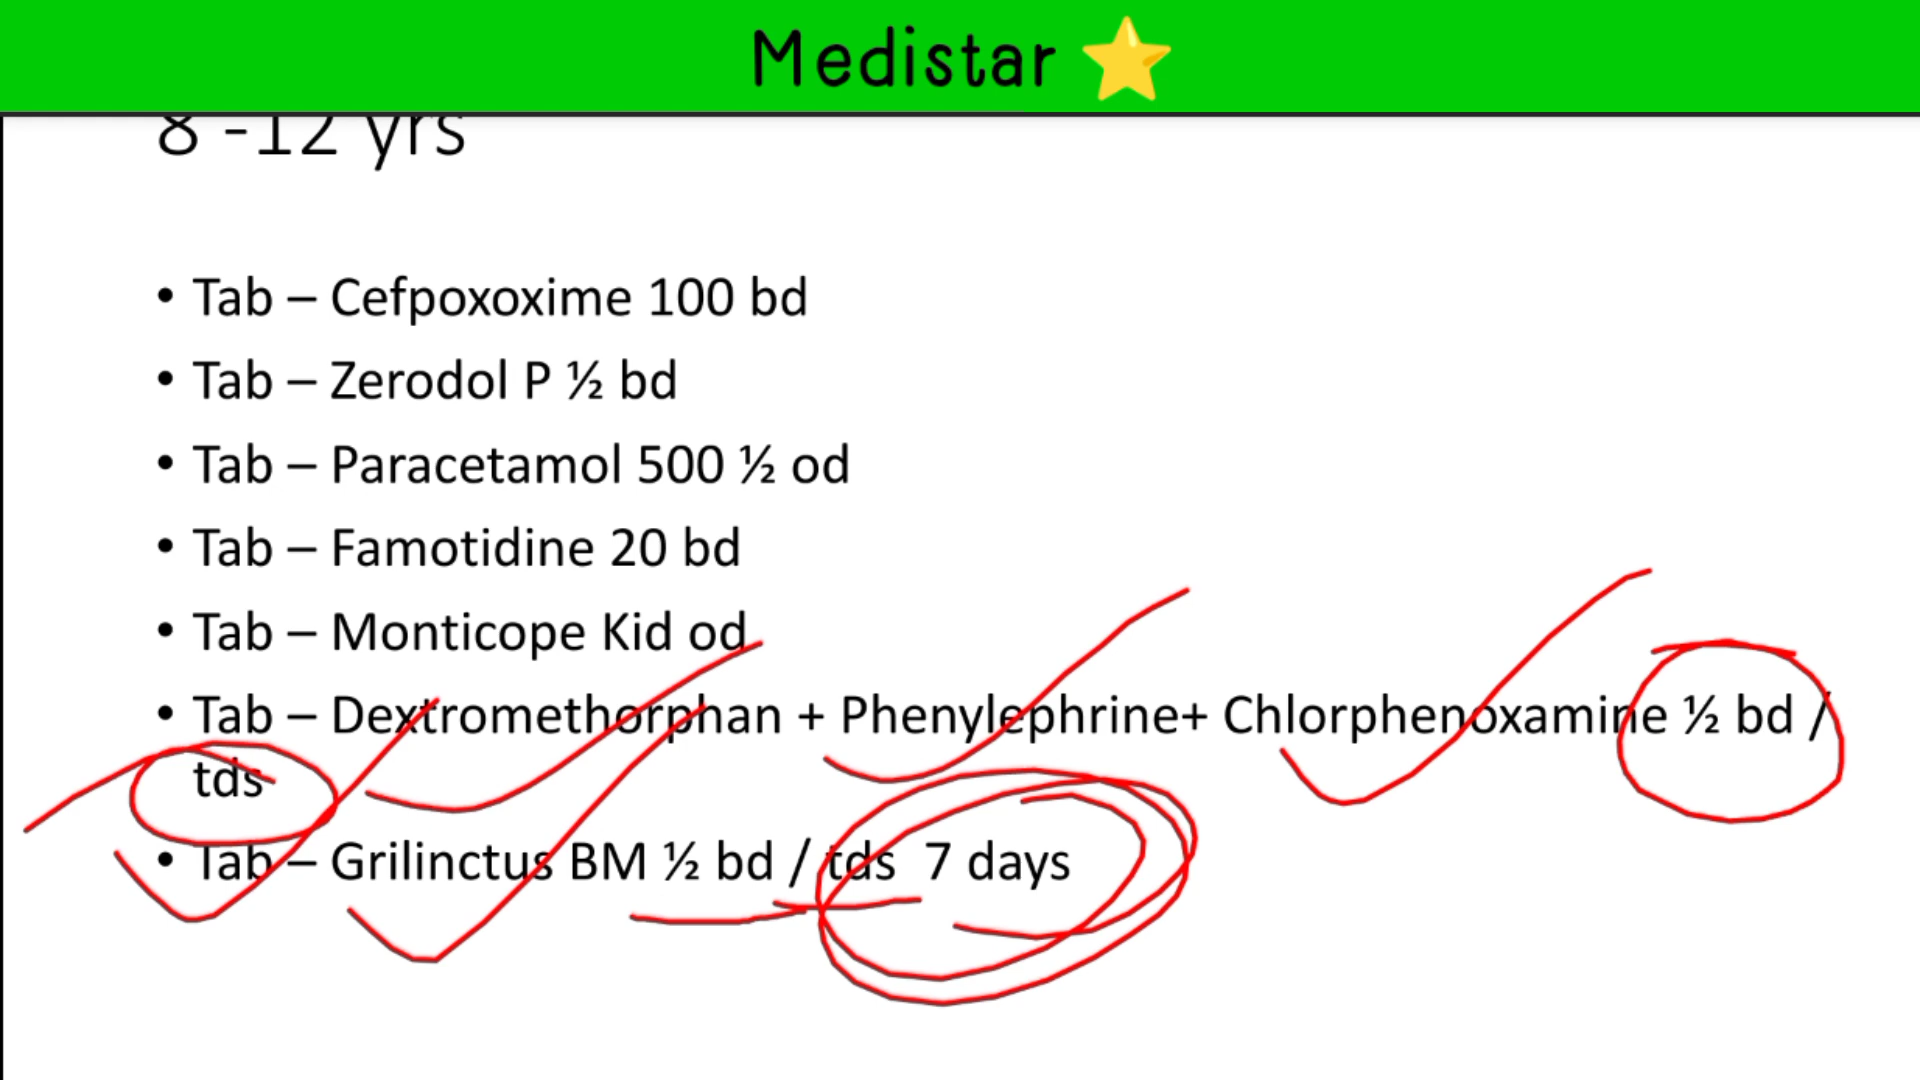 Medistar
8 -12 yrs
• Tab – Cefpoxoxime 100 bd
• Tab – Zerodol P ½ bd
• Tab – Paracetamol 500 ½ od
• Tab – Famotidine 20 bd
• Tab – Monticope Kid od
• Tab – Dextromethorphan + Phenylephrine+ Chlorphenoxamine ½ bd /
tds
• Tab – Grilinctus BM ½ bd / tds 7 days